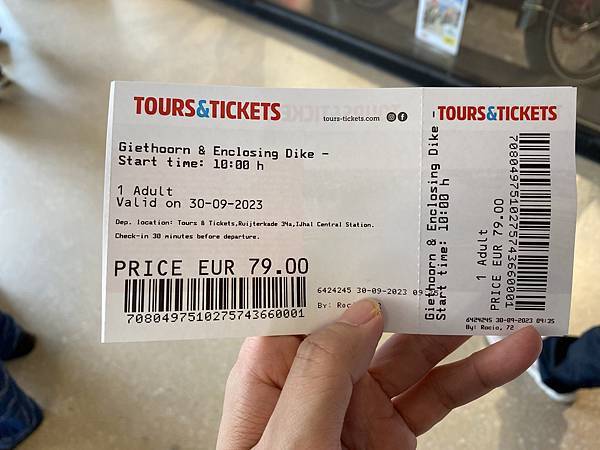 TOURS&TICKETS
tours-tickets.com
Giethoorn & Enclosing Dike -
Start time: 10:00 h
1 Adult
Valid on 30-09-2023
Dep. location: Tours & Tickets,Ruijterkade 34a,IJhal Central Station.
Check-in 30 minutes before departure.
PRICE EUR 79.00
7080497510275743660001
6424245 30-09-2023
By:
TOURS&TICKETS
Giethoorn & Enclosing Dike -
Start time: 10:00 h
1 Adult
PRICE EUR 79.00
7080497510275743660001
6424245 30-09-2023 09:35
By: Rocio, 72